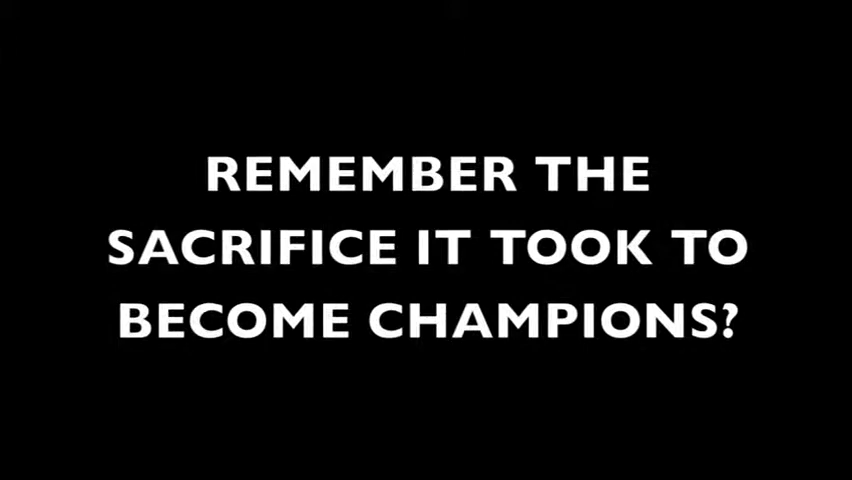 REMEMBER THE
SACRIFICE IT TOOK TO
BECOME CHAMPIONS?